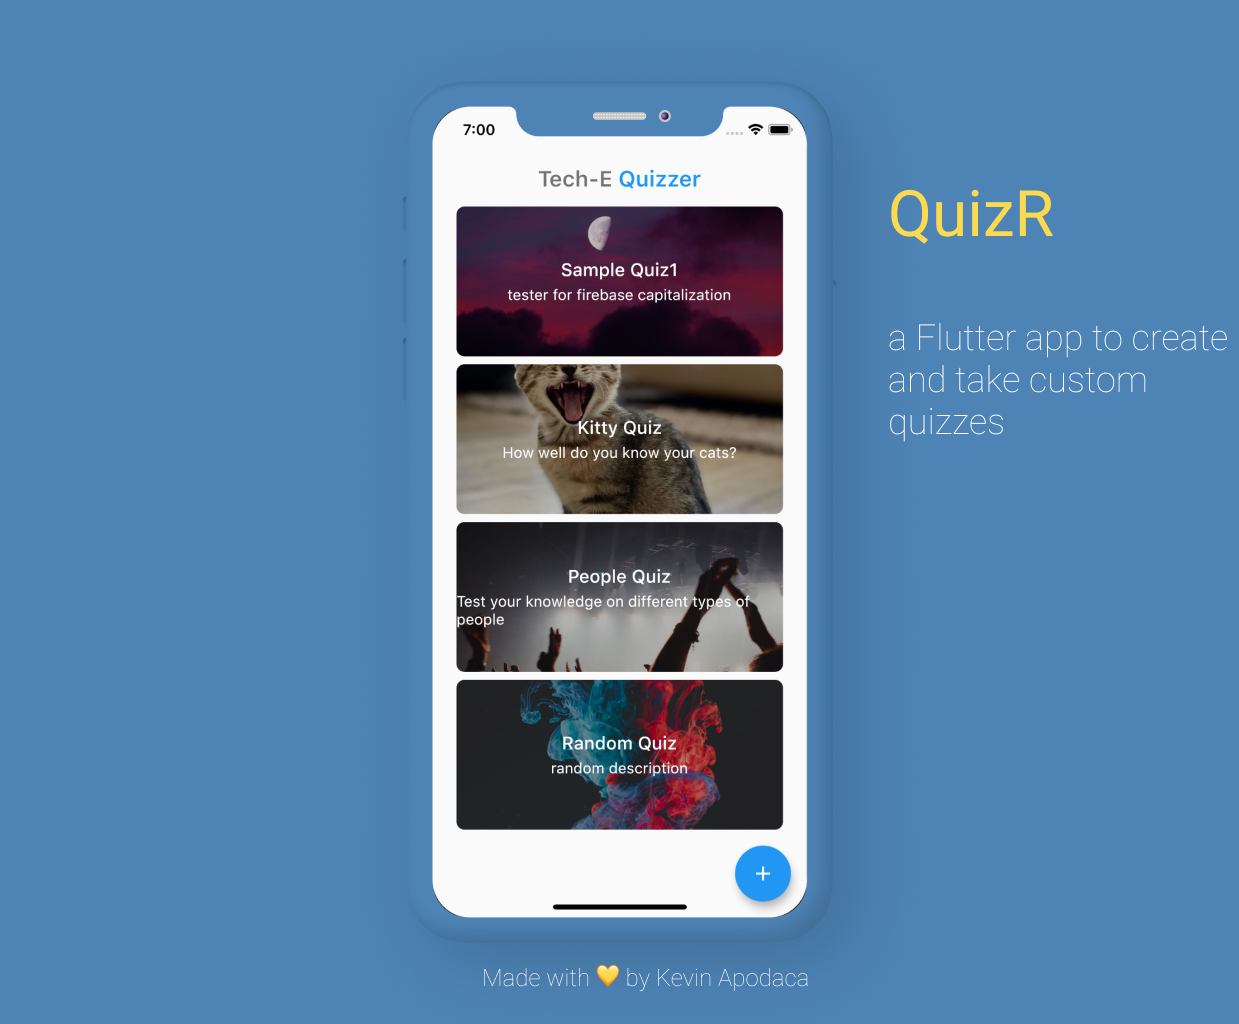 7:00
Tech-E Quizzer
Sample Quiz1
tester for firebase capitalization
Kitty Quiz
How well do you know your cats?
People Quiz
Test your knowledge on different types of
people
Random Quiz
random description
+
QuizR
a Flutter app to create
and take custom
quizzes
Made with 💛 by Kevin Apodaca